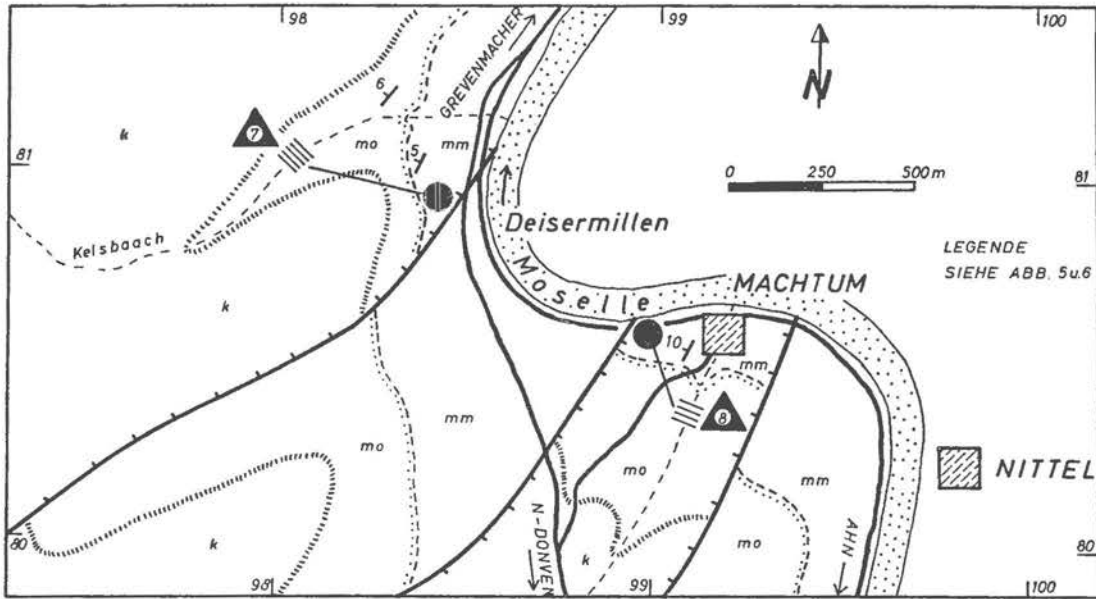 98
99
100
GREVENMACHER
6
7
k
81
mo
5
mm
81
N
0 250 500 m
Kelsbaach
Deisermillen
LEGENDE
SIEHE ABB. 5u.6
Moselle
MACHTUM
k
10
mm
8
mm
mo
mo
mm
NITTEL
k
80
k
mo
80
N-DONVEN
AHN
98
99
100